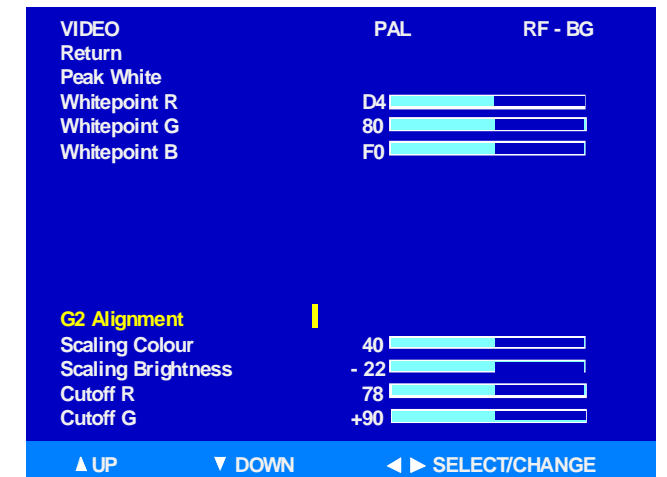 VIDEO PAL RF - BG
Return
Peak White
Whitepoint R D4
Whitepoint G 80
Whitepoint B F0
G2 Alignment
Scaling Colour 40
Scaling Brightness - 22
Cutoff R 78
Cutoff G +90
▲ UP ▼ DOWN ◀ ▶ SELECT/CHANGE